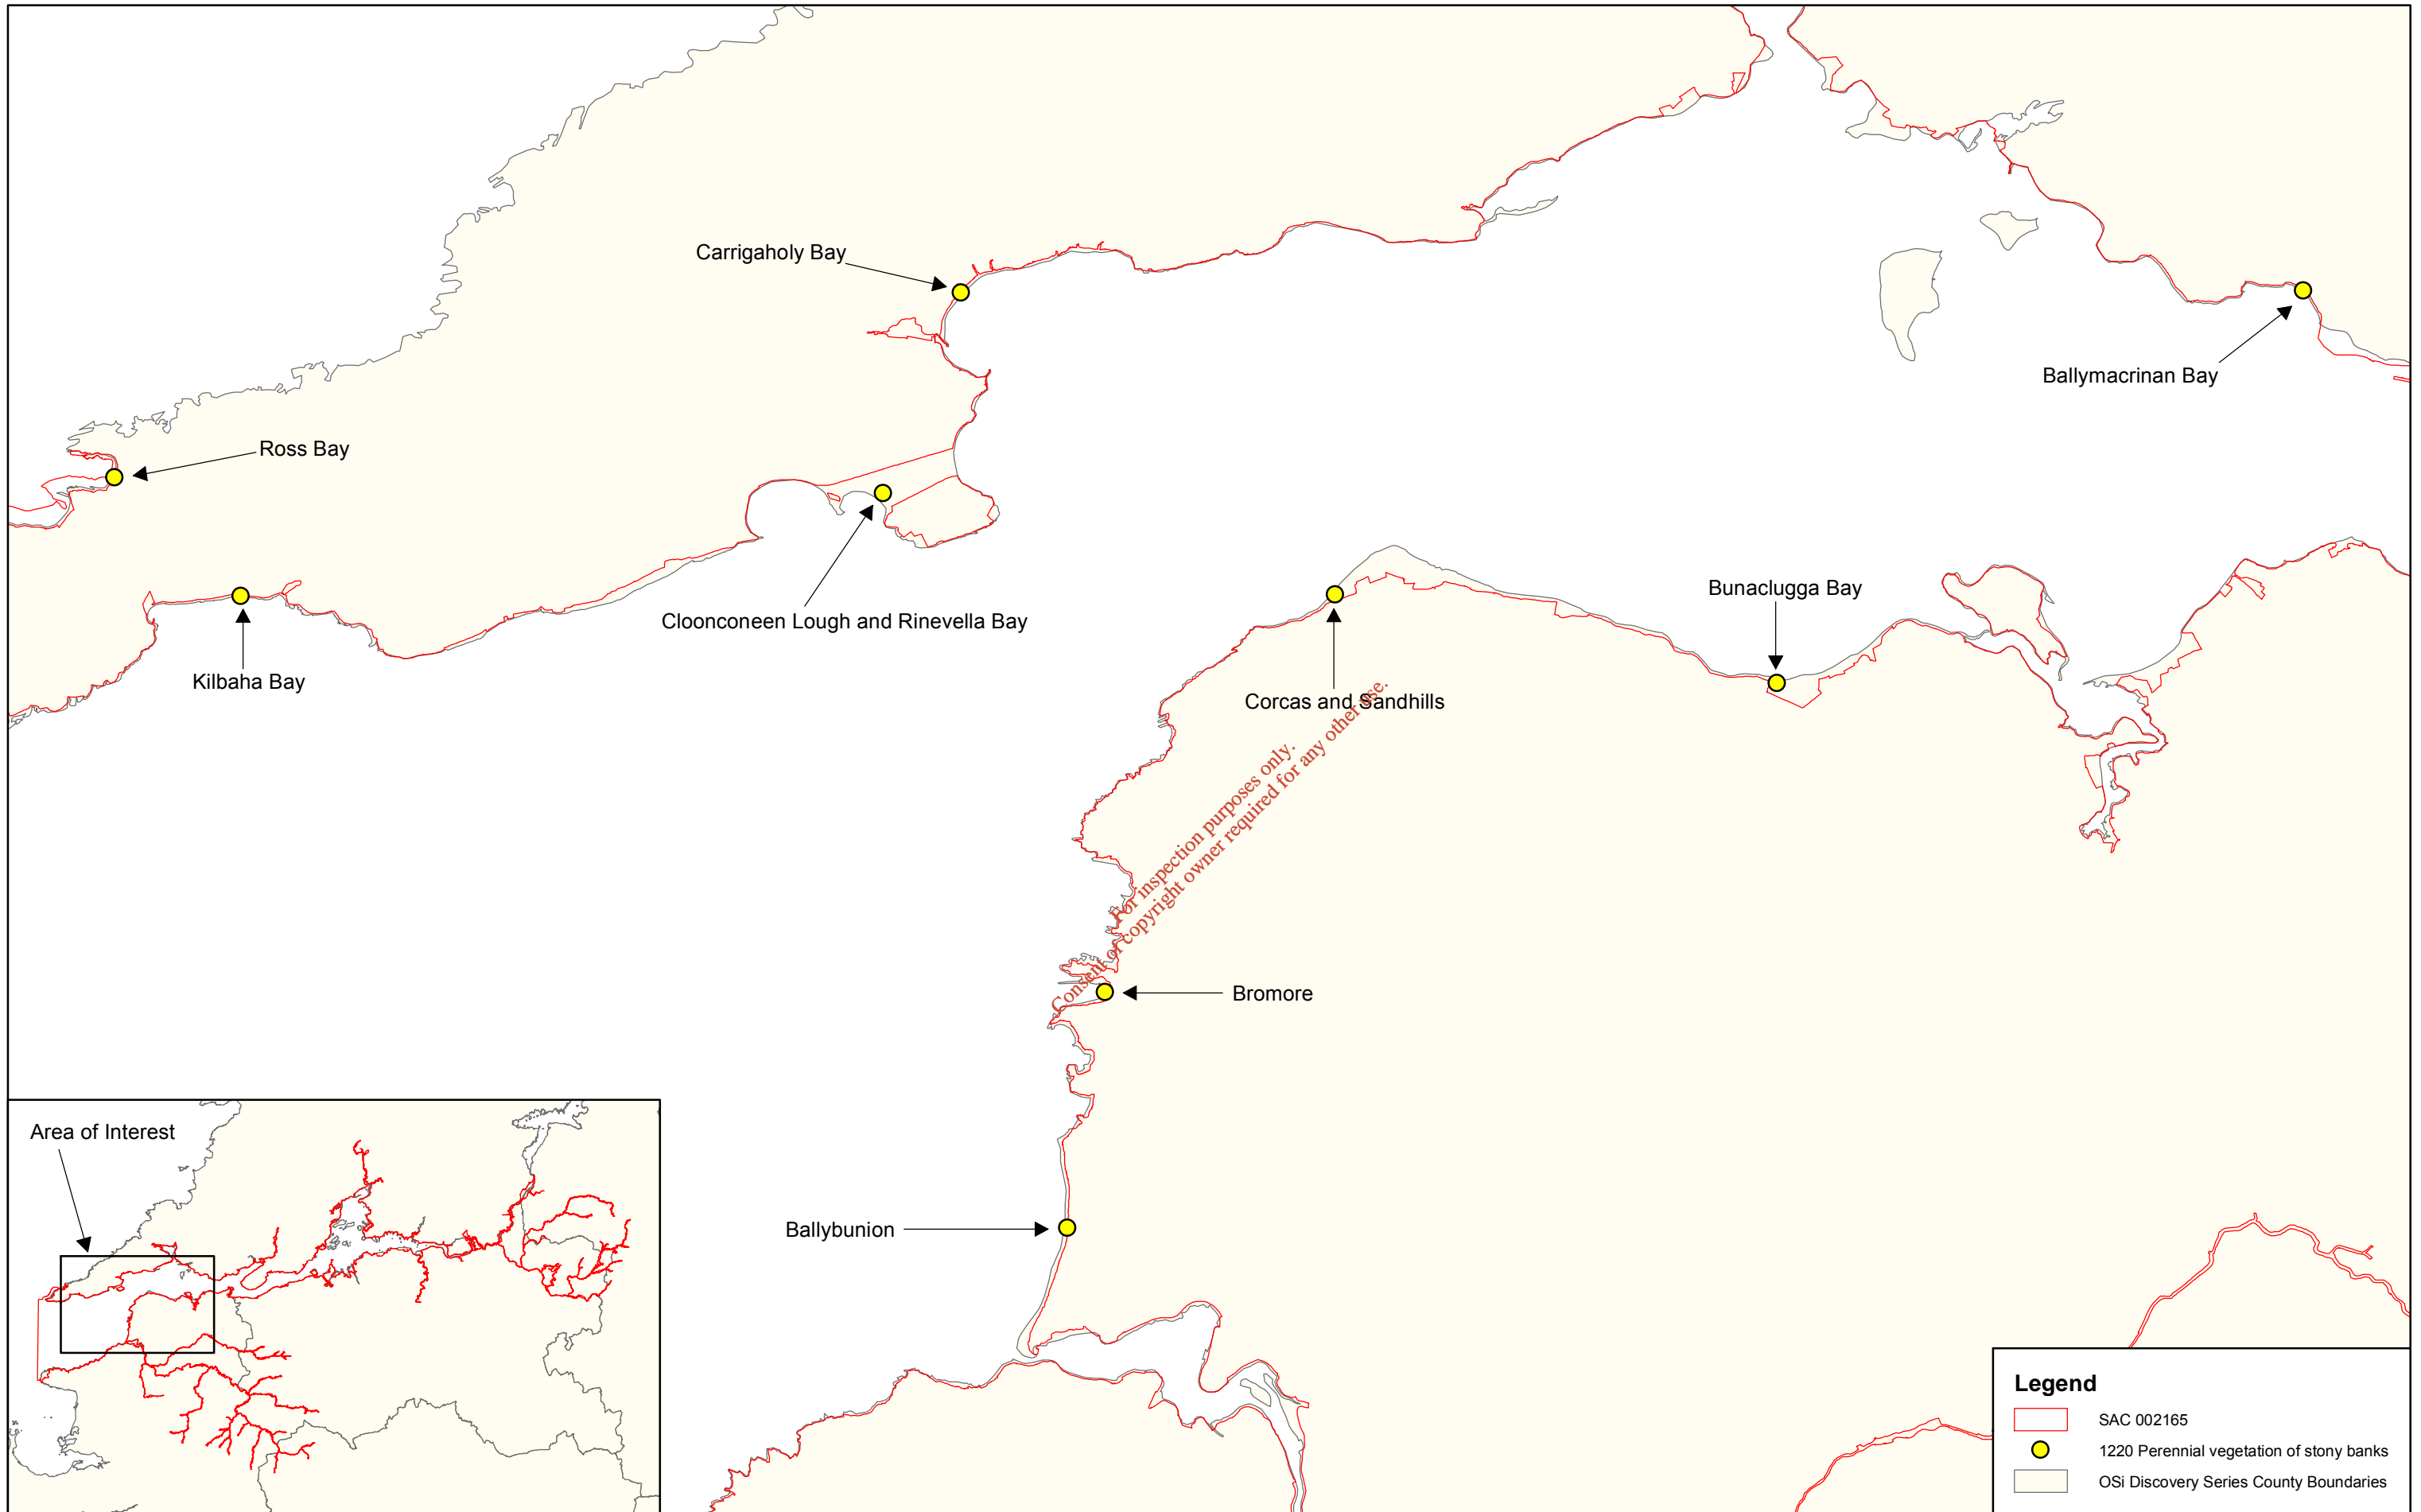 Carrigaholy Bay
Ballymacrinan Bay
Ross Bay
Bunaclugga Bay
Cloonconeen Lough and Rinevella Bay
Kilbaha Bay
Corcas and Sandhills
For inspection purposes only.
Consent of copyright owner required for any other use.
Bromore
Area of Interest
Ballybunion
Legend
SAC 002165
1220 Perennial vegetation of stony banks
OSi Discovery Series County Boundaries